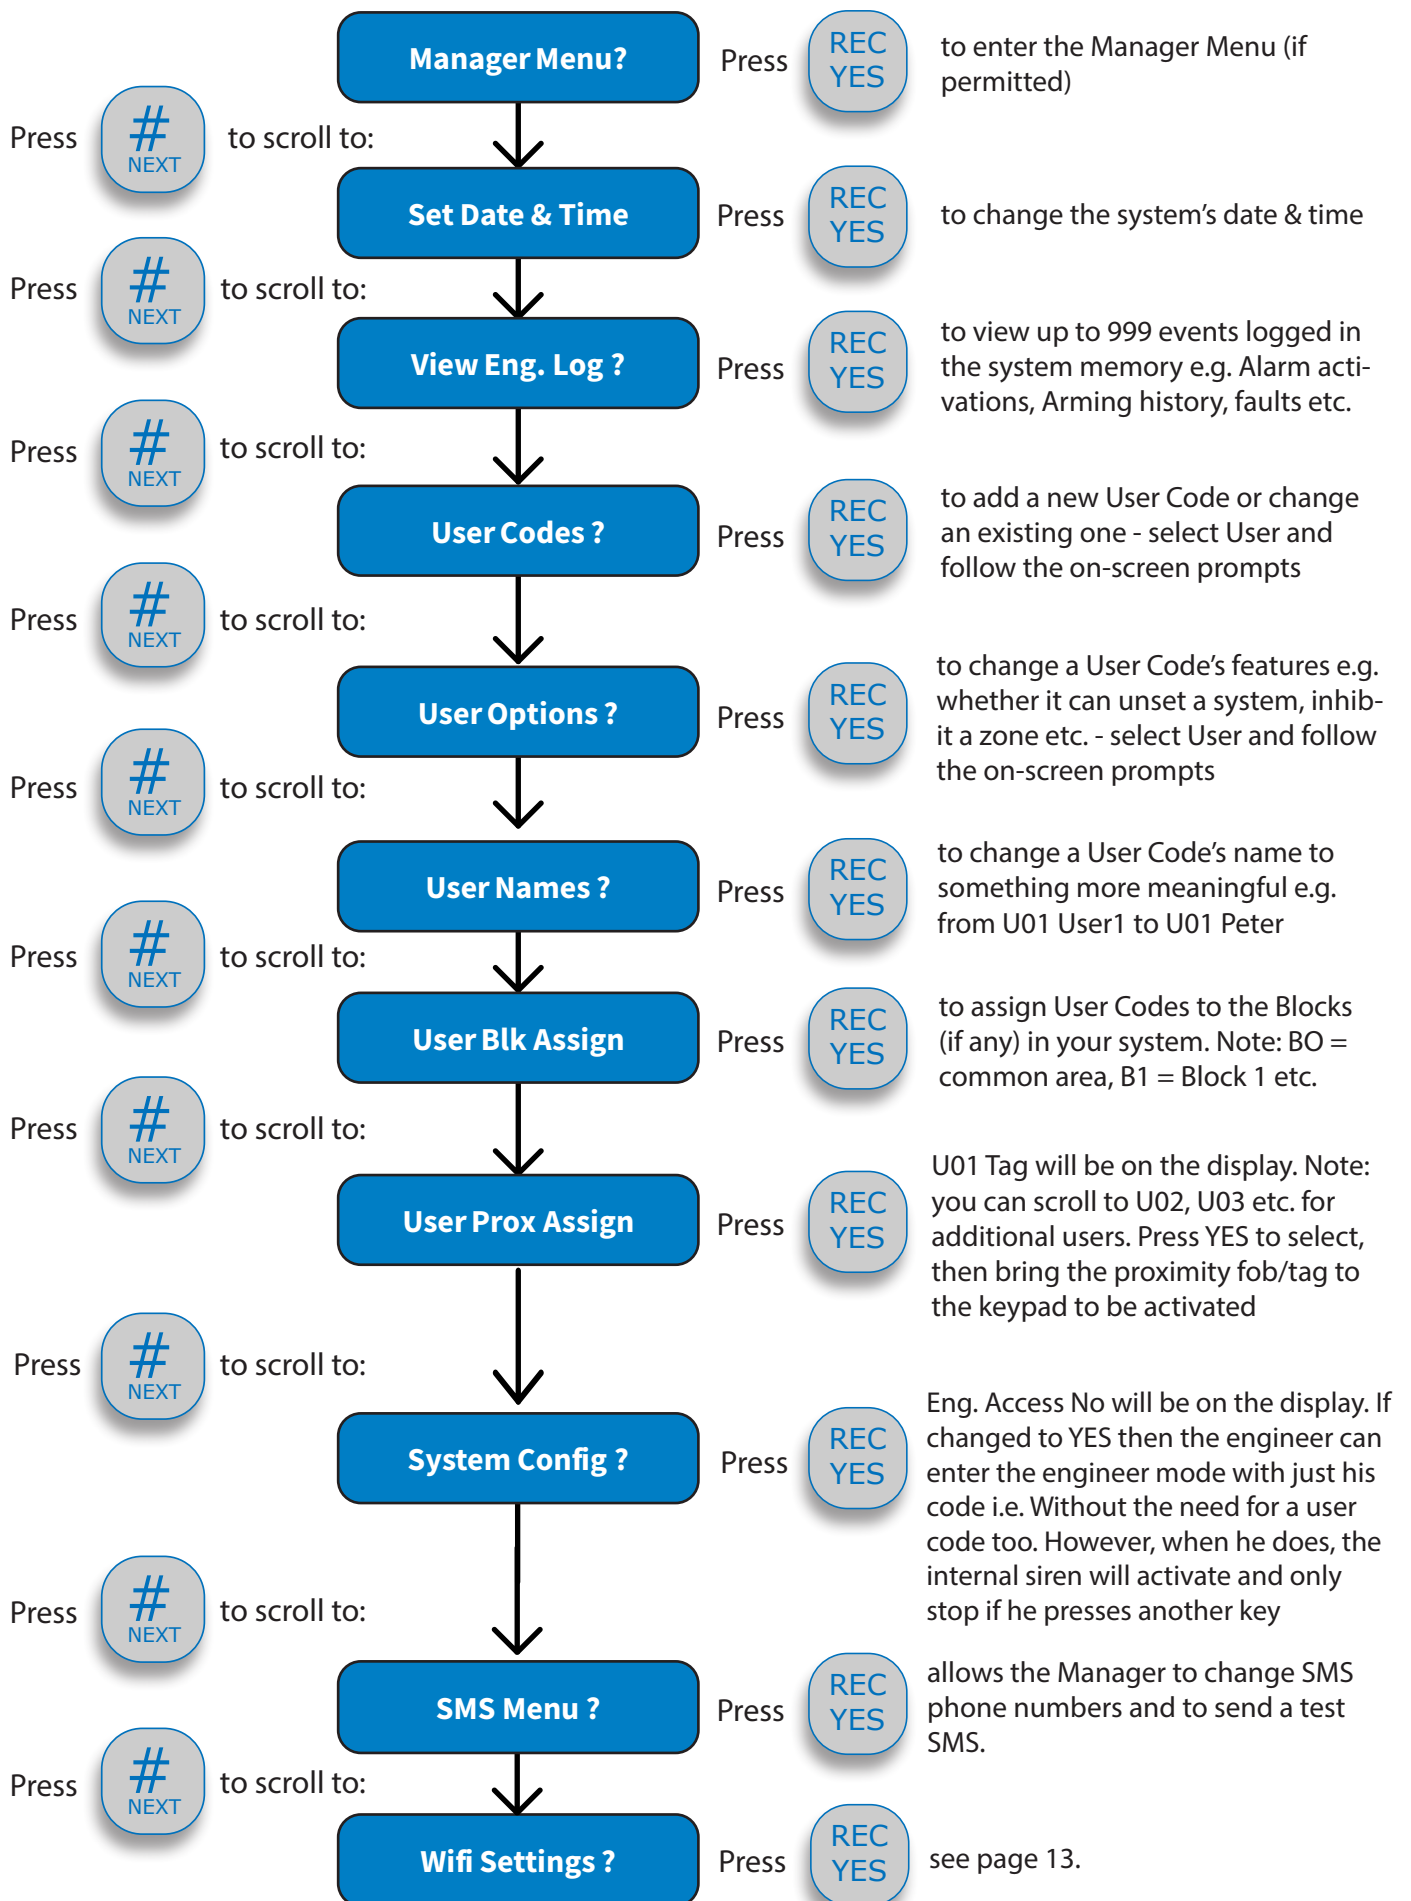 Manager Menu?
Press
REC
YES
to enter the Manager Menu (if
permitted)
Press
#
NEXT
to scroll to:
Set Date & Time
Press
REC
YES
to change the system's date & time
Press
#
NEXT
to scroll to:
View Eng. Log ?
Press
REC
YES
to view up to 999 events logged in
the system memory e.g. Alarm acti-
vations, Arming history, faults etc.
Press
#
NEXT
to scroll to:
User Codes ?
Press
REC
YES
to add a new User Code or change
an existing one - select User and
follow the on-screen prompts
Press
#
NEXT
to scroll to:
User Options ?
Press
REC
YES
to change a User Code's features e.g.
whether it can unset a system, inhib-
it a zone etc. - select User and follow
the on-screen prompts
Press
#
NEXT
to scroll to:
User Names ?
Press
REC
YES
to change a User Code's name to
something more meaningful e.g.
from U01 User1 to U01 Peter
Press
#
NEXT
to scroll to:
User Blk Assign
Press
REC
YES
to assign User Codes to the Blocks
(if any) in your system. Note: BO =
common area, B1 = Block 1 etc.
Press
#
NEXT
to scroll to:
User Prox Assign
Press
REC
YES
U01 Tag will be on the display. Note:
you can scroll to U02, U03 etc. for
additional users. Press YES to select,
then bring the proximity fob/tag to
the keypad to be activated
Press
#
NEXT
to scroll to:
System Config ?
Press
REC
YES
Eng. Access No will be on the display. If
changed to YES then the engineer can
enter the engineer mode with just his
code i.e. Without the need for a user
code too. However, when he does, the
internal siren will activate and only
stop if he presses another key
Press
#
NEXT
to scroll to:
SMS Menu ?
Press
REC
YES
allows the Manager to change SMS
phone numbers and to send a test
SMS.
Press
#
NEXT
to scroll to:
Wifi Settings ?
Press
REC
YES
see page 13.